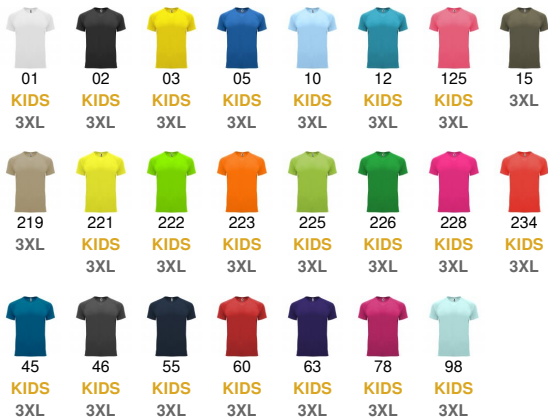 01 02 03 05 10 12 125 15
KIDS KIDS KIDS KIDS KIDS KIDS KIDS 3XL
3XL 3XL 3XL 3XL 3XL 3XL 3XL
219 221 222 223 225 226 228 234
3XL KIDS KIDS KIDS KIDS KIDS KIDS KIDS
3XL 3XL 3XL 3XL 3XL 3XL 3XL
45 46 55 60 63 78 98
KIDS KIDS KIDS KIDS KIDS KIDS KIDS
3XL 3XL 3XL 3XL 3XL 3XL 3XL